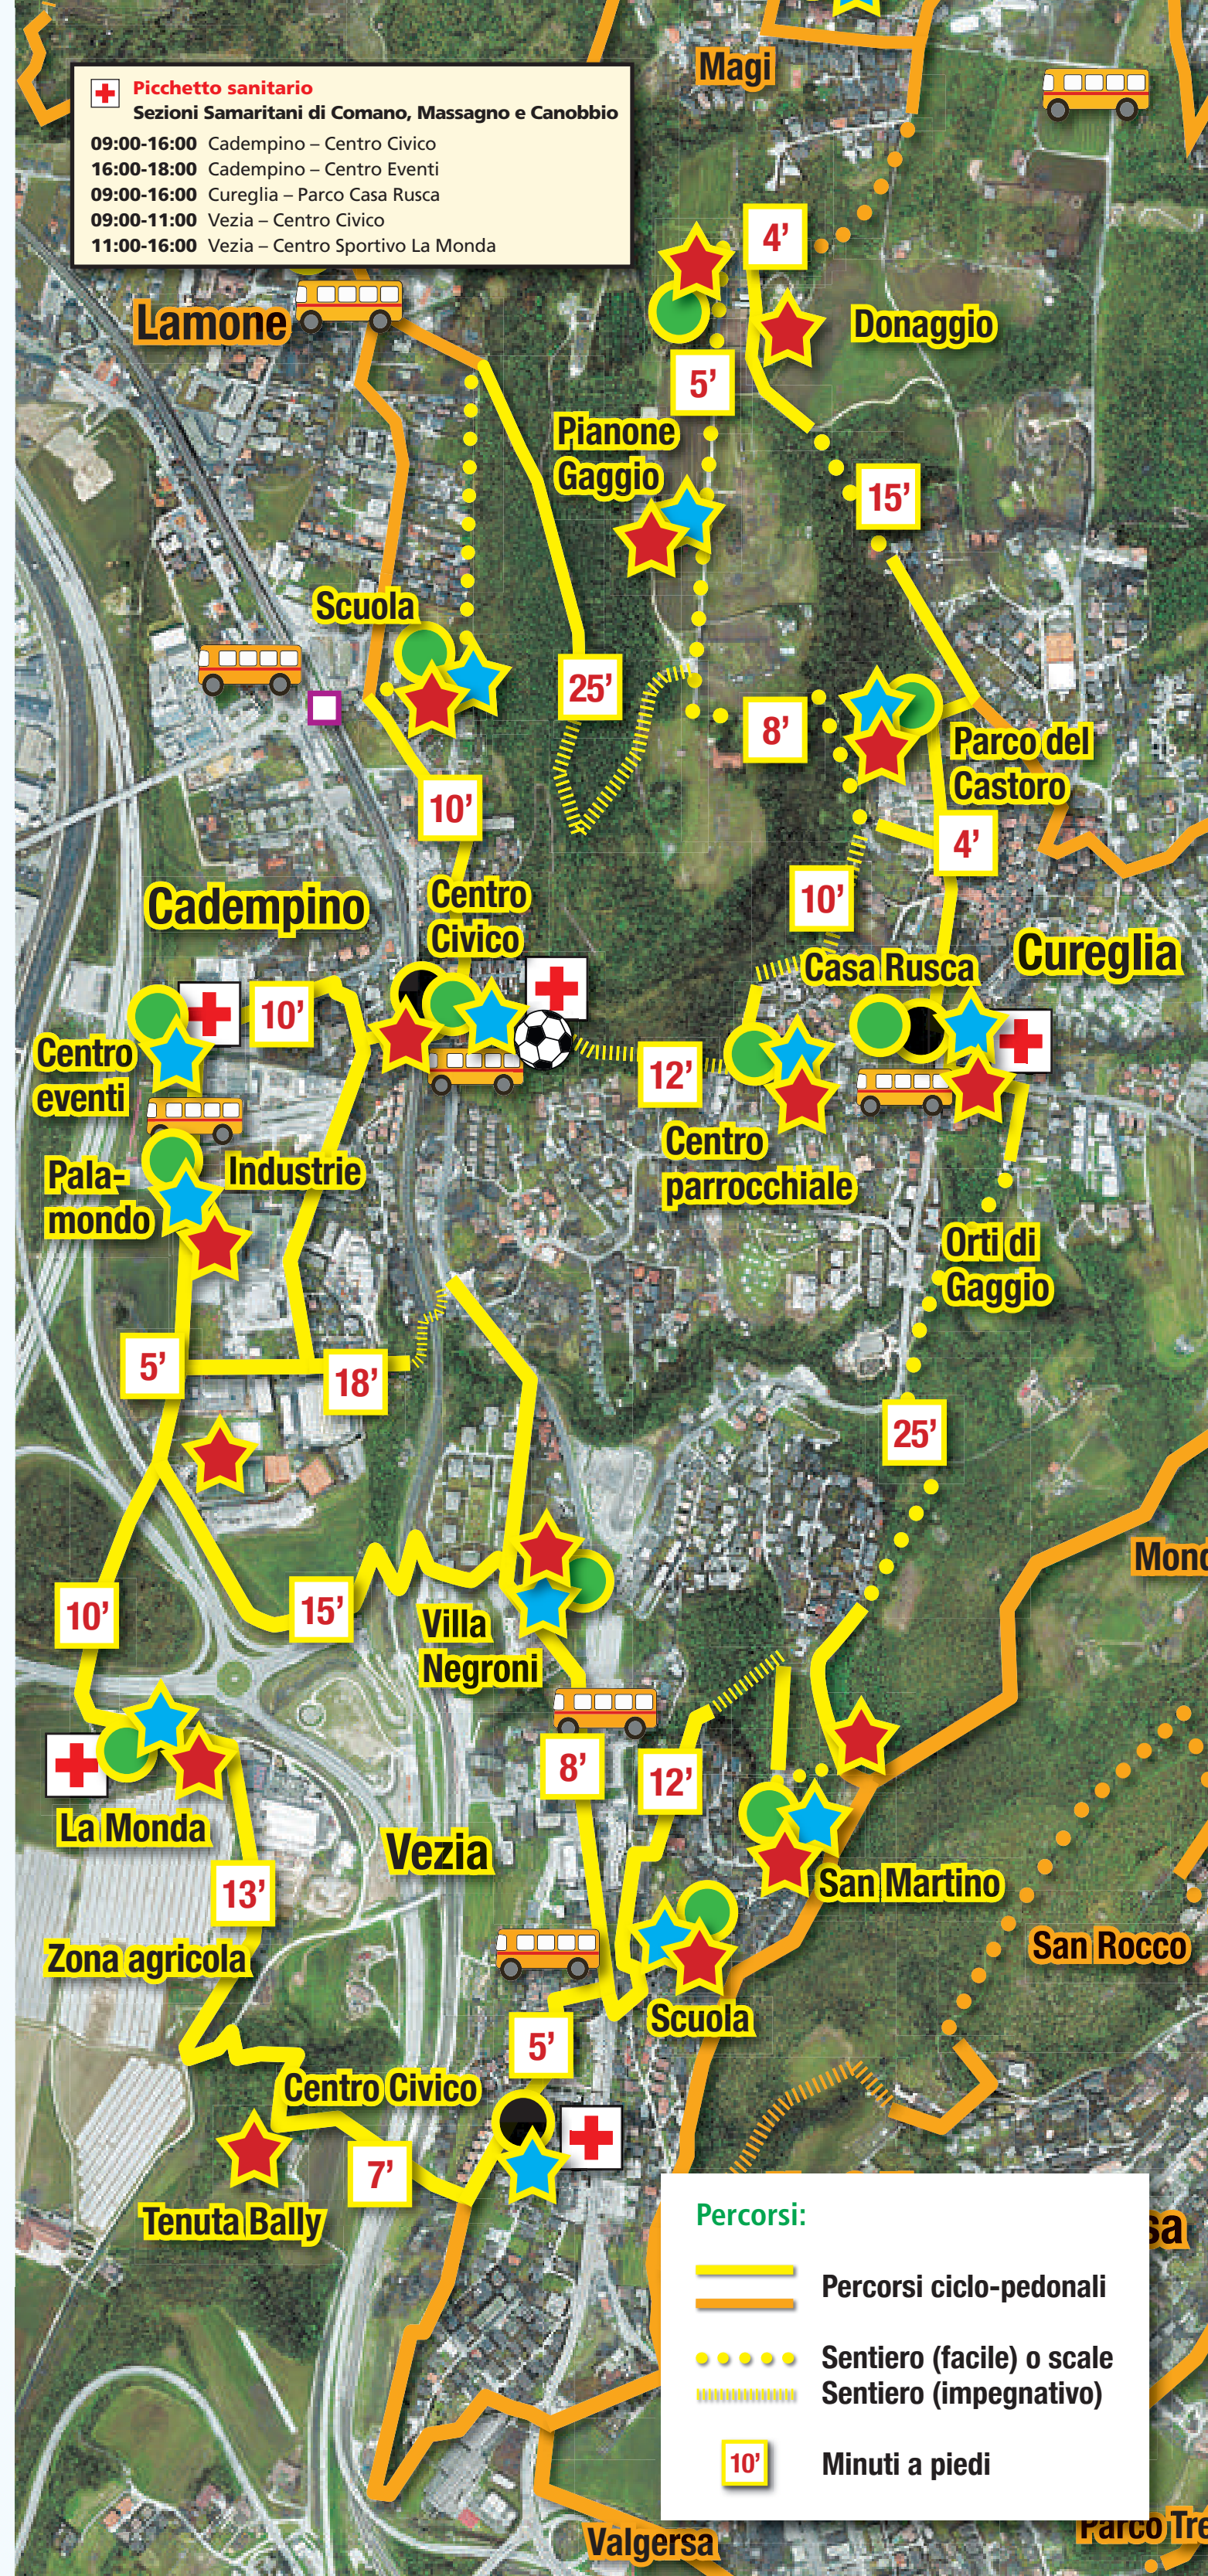 Magi
Picchetto sanitario
Sezioni Samaritani di Comano, Massagno e Canobbio
09:00-16:00 Cadempino – Centro Civico
16:00-18:00 Cadempino – Centro Eventi
09:00-16:00 Cureglia – Parco Casa Rusca
09:00-11:00 Vezia – Centro Civico
11:00-16:00 Vezia – Centro Sportivo La Monda
4’
Lamone
Donaggio
5’
Pianone
Gaggio
15’
Scuola
25’
8’
Parco del
Castoro
10’
4’
10’
Cadempino
Centro
Civico
Casa Rusca
Cureglia
10’
Centro
eventi
12’
Centro
parrocchiale
Pala-
mondo
Industrie
Orti di
Gaggio
5’
18’
25’
Mond
10’
15’
Villa
Negroni
8’
12’
La Monda
Vezia
San Martino
13’
Zona agricola
San Rocco
Scuola
5’
Centro Civico
7’
Tenuta Bally
sa
Percorsi:
Percorsi ciclo-pedonali
Sentiero (facile) o scale
Sentiero (impegnativo)
10’
Minuti a piedi
Valgersa
Parco Tre